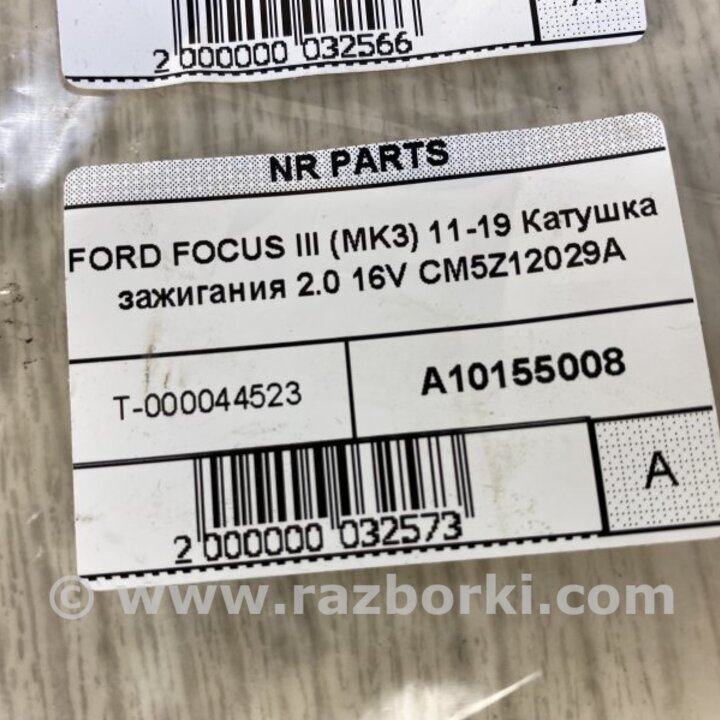 2 000000 032566
NR PARTS
FORD FOCUS III (MK3) 11-19 Катушка
зажигания 2.0 16V CM5Z12029A
T-000044523
A10155008
A
2 000000 032573
© www.razborki.com